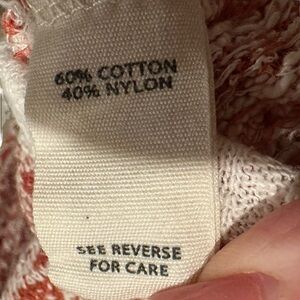 60% COTTON
40% NYLON
SEE REVERSE
FOR CARE